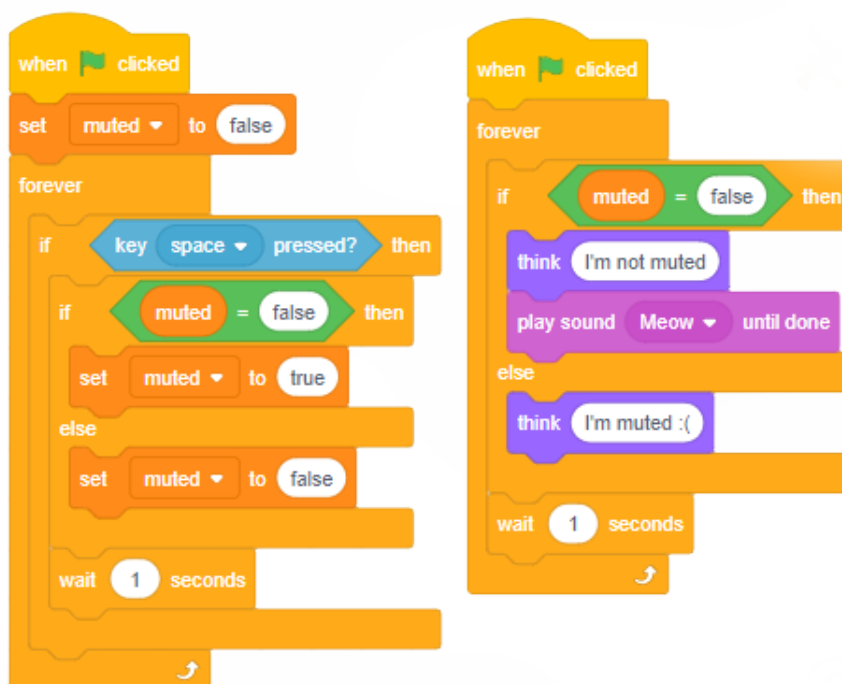 when clicked
set muted to false
forever
if key space pressed? then
if muted = false then
set muted to true
else
set muted to false
wait 1 seconds
when clicked
forever
if muted = false then
think I'm not muted
play sound Meow until done
else
think I'm muted :(
wait 1 seconds